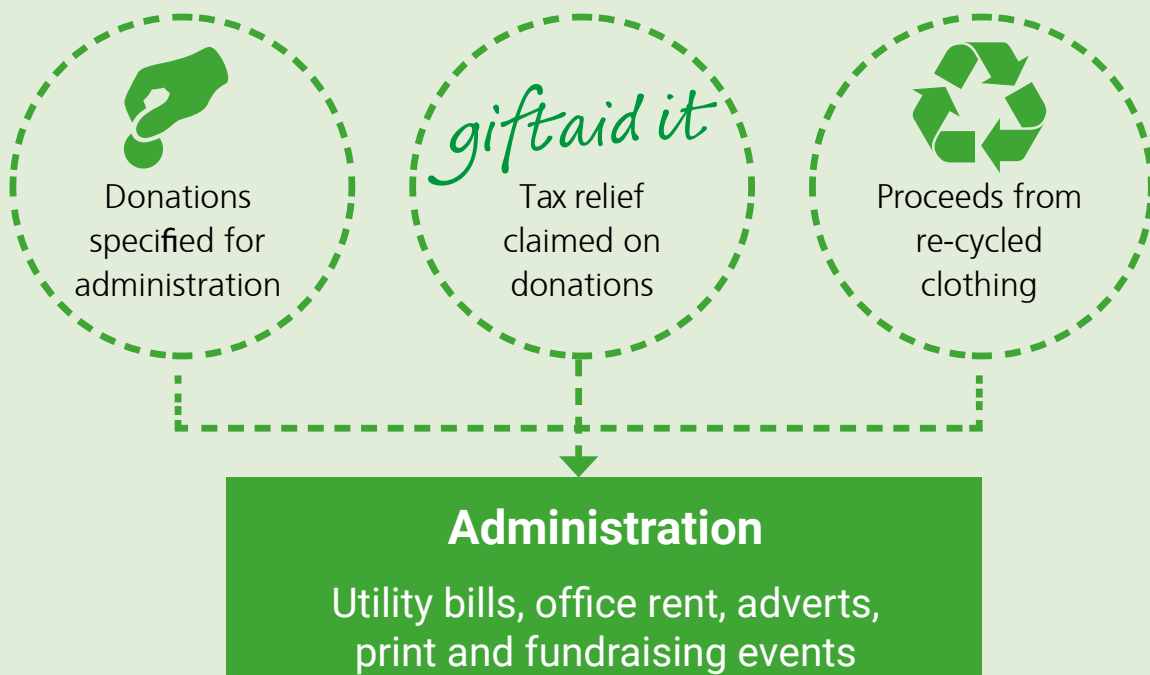 Donations
specified for
administration
giftaid it
Tax relief
claimed on
donations
Proceeds from
re-cycled
clothing
Administration
Utility bills, office rent, adverts,
print and fundraising events